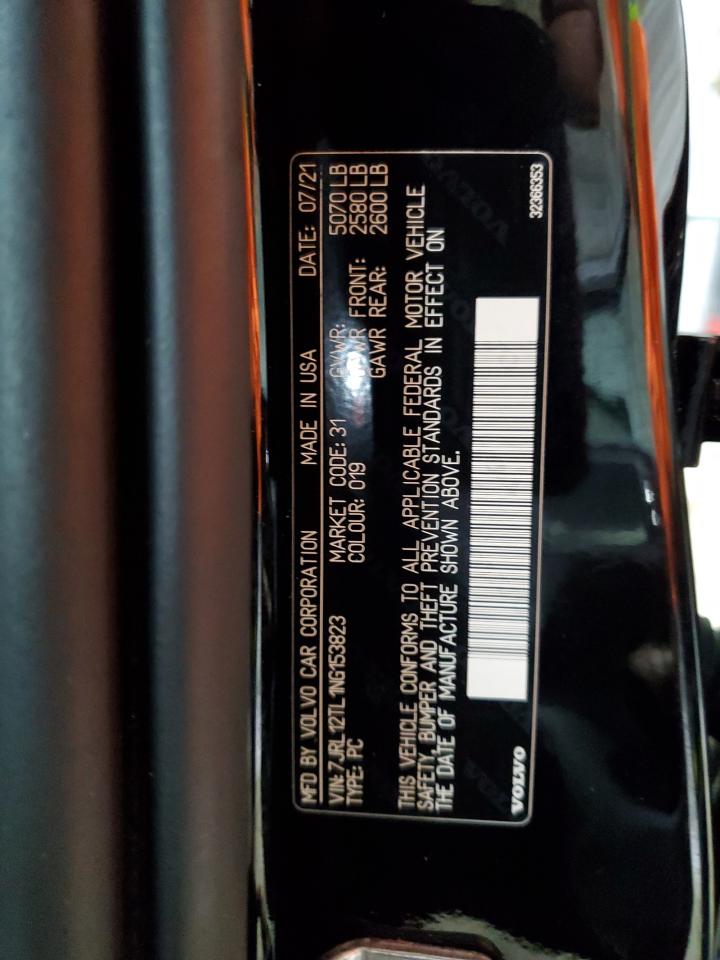 MFD BY VOLVO CAR CORPORATION MADE IN USA DATE: 07/21
VIN: 7JRL12TL1NG153823 MARKET CODE: 31 GVWR: 5070 LB
TYPE: PC COLOUR: 019 GAWR FRONT: 2580 LB
GAWR REAR: 2600 LB
THIS VEHICLE CONFORMS TO ALL APPLICABLE FEDERAL MOTOR VEHICLE
SAFETY, BUMPER AND THEFT PREVENTION STANDARDS IN EFFECT ON
THE DATE OF MANUFACTURE SHOWN ABOVE.
VOLVO 32366353